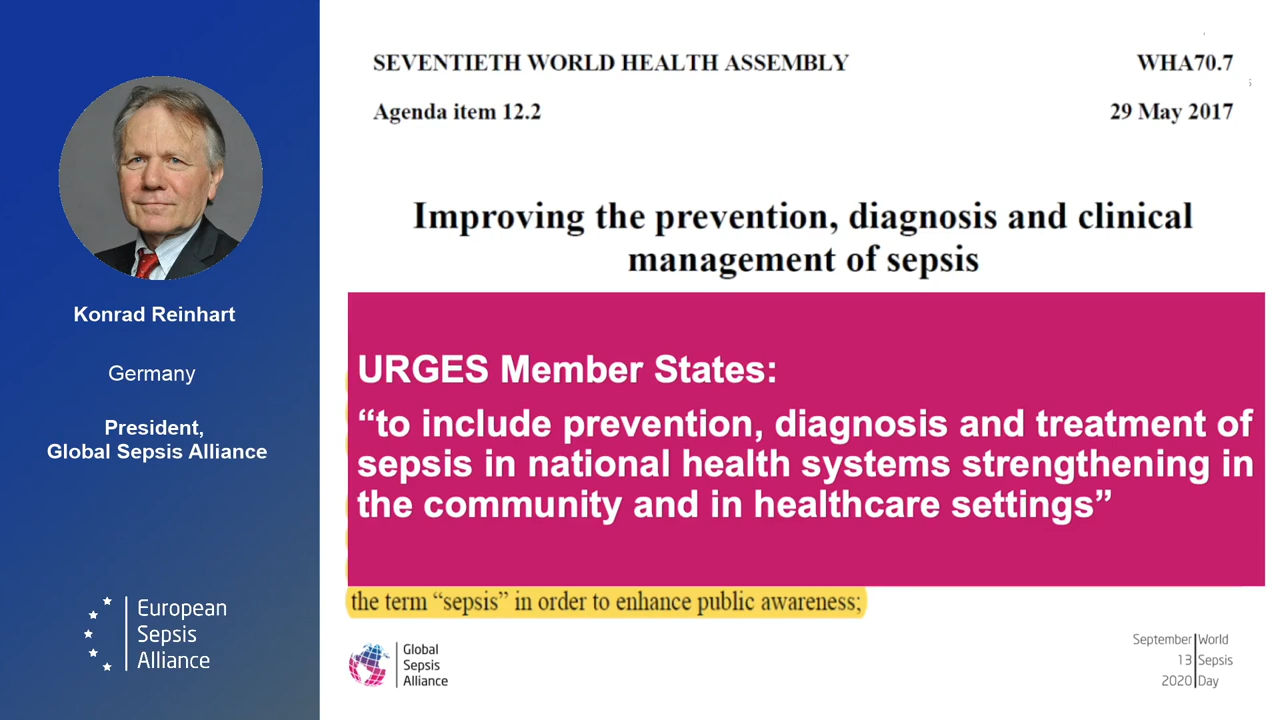 Konrad Reinhart
Germany
President,
Global Sepsis Alliance
European
Sepsis
Alliance
SEVENTIETH WORLD HEALTH ASSEMBLY WHA70.7
Agenda item 12.2 29 May 2017
Improving the prevention, diagnosis and clinical
management of sepsis
URGES Member States:
“to include prevention, diagnosis and treatment of
sepsis in national health systems strengthening in
the community and in healthcare settings”
the term “sepsis” in order to enhance public awareness;
Global
Sepsis
Alliance
September World
13 Sepsis
2020 Day